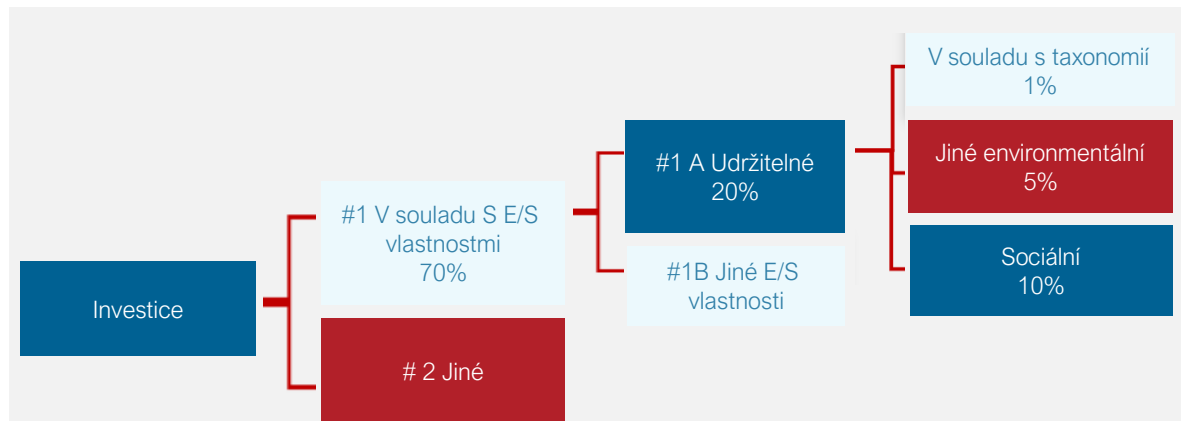 Investice
#1 V souladu S E/S
vlastnostmi
70%
# 2 Jiné
#1 A Udržitelné
20%
#1B Jiné E/S
vlastnosti
V souladu s taxonomií
1%
Jiné environmentální
5%
Sociální
10%